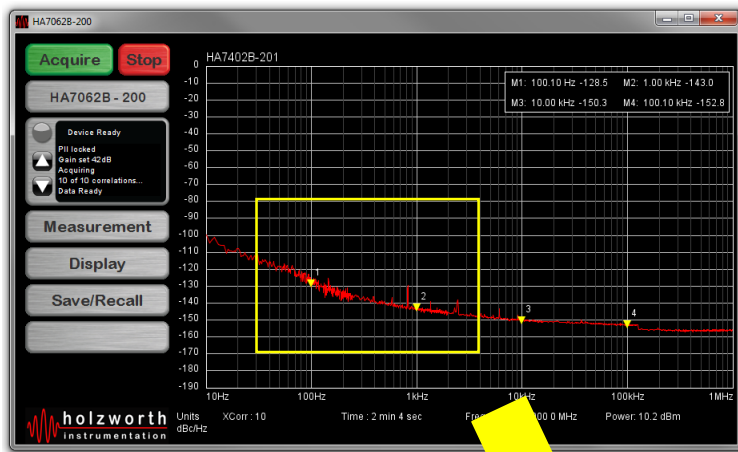 HA7062B-200
Acquire
Stop
HA7402B-201
HA7062B - 200
Device Ready
Pll locked
Gain set 42dB
Acquiring
10 of 10 correlations...
Data Ready
Measurement
Display
Save/Recall
M1: 100.10 Hz -128.5 M2: 1.00 kHz -143.0
M3: 10.00 kHz -150.3 M4: 100.10 kHz -152.8
0
-10
-20
-30
-40
-50
-60
-70
-80
-90
-100
-110
-120
-130
-140
-150
-160
-170
-180
-190
1
2
3
4
10Hz 100Hz 1kHz 10kHz 100kHz 1MHz
Units XCorr : 10 Time : 2 min 4 sec 0 MHz Power: 10.2 dBm
dBc/Hz
holzworth
instrumentation